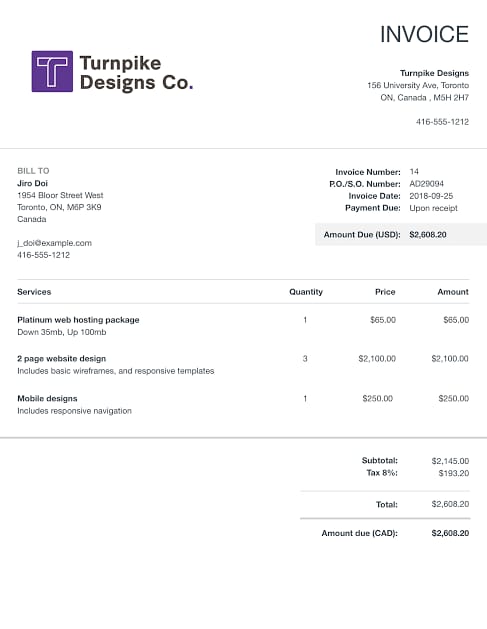 INVOICE
Turnpike
Designs Co.
Turnpike Designs
156 University Ave, Toronto
ON, Canada , M5H 2H7
416-555-1212
BILL TO
Jiro Doi
1954 Bloor Street West
Toronto, ON, M6P 3K9
Canada
j_doi@example.com
416-555-1212
Invoice Number: 14
P.O./S.O. Number: AD29094
Invoice Date: 2018-09-25
Payment Due: Upon receipt
Amount Due (USD): $2,608.20
Services Quantity Price Amount
Platinum web hosting package 1 $65.00 $65.00
Down 35mb, Up 100mb
2 page website design 3 $2,100.00 $2,100.00
Includes basic wireframes, and responsive templates
Mobile designs 1 $250.00 $250.00
Includes responsive navigation
Subtotal: $2,145.00
Tax 8%: $193.20
Total: $2,608.20
Amount due (CAD): $2,608.20